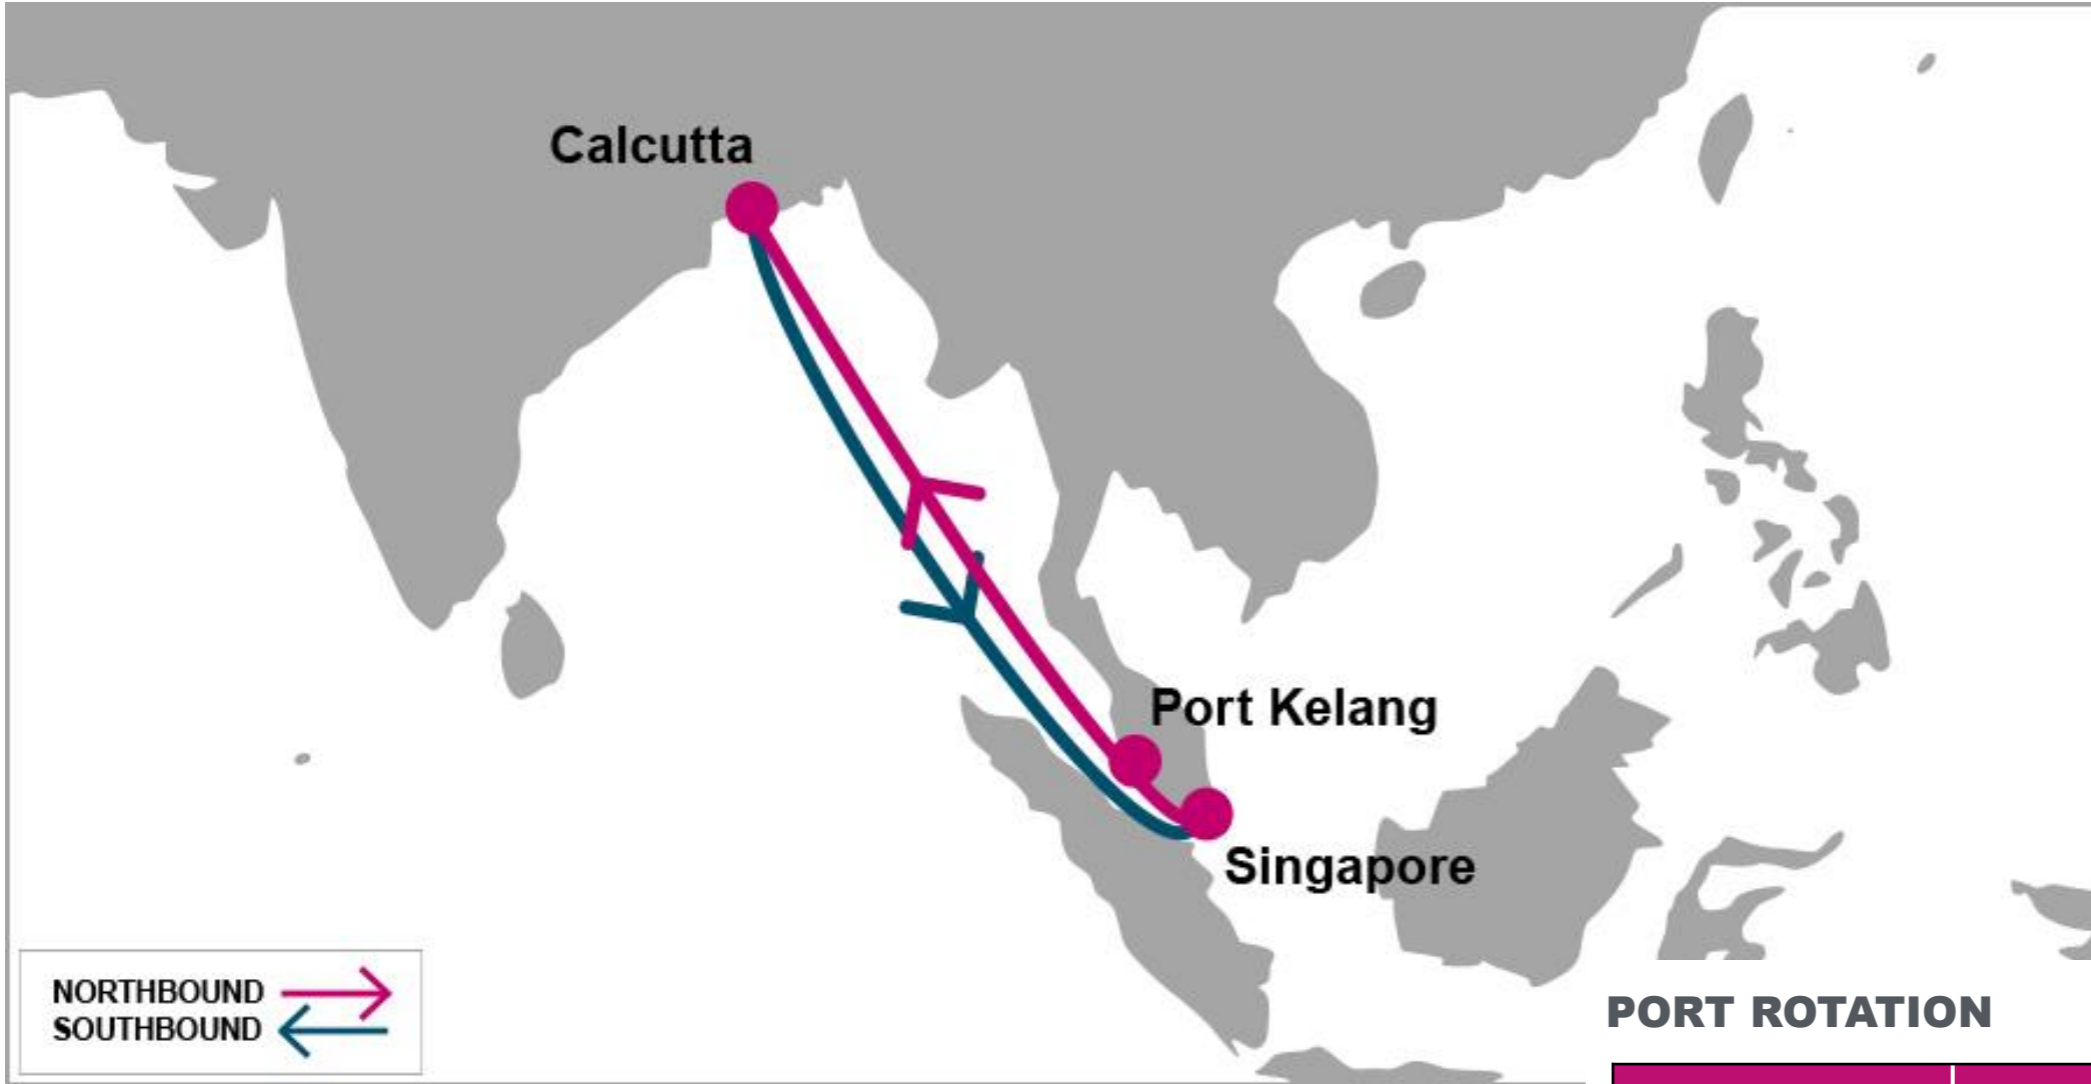 Calcutta
Port Kelang
Singapore
NORTHBOUND
SOUTHBOUND
PORT ROTATION